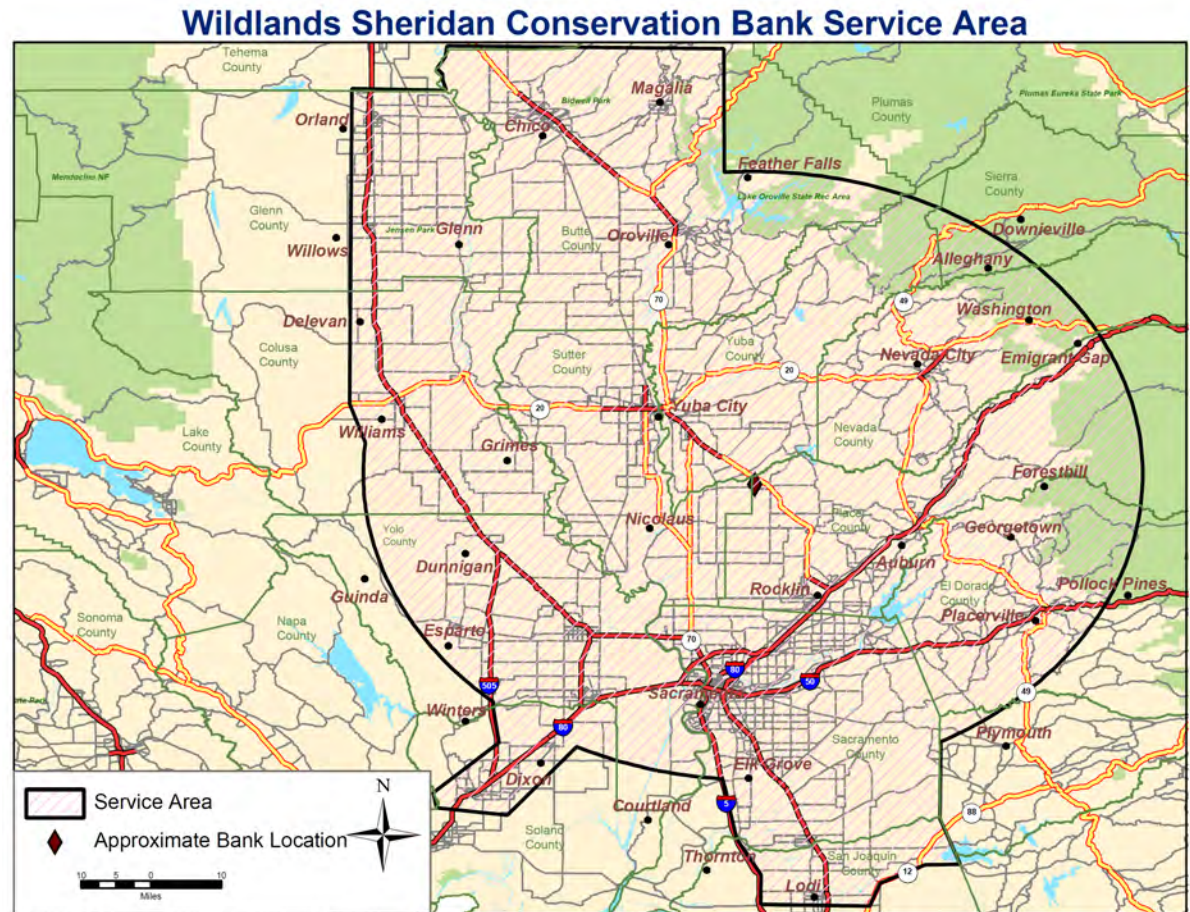 Wildlands Sheridan Conservation Bank Service Area
Tehema
County
Magalia
Bidwell Park
Plumas Eureka State Park
Plumas
County
Orland
Chico
Feather Falls
Mendocino NF
Sierra
County
Lake Oroville State Rec Area
Glenn
County
Jensen Park
Glenn
Butte
County
Oroville
Downieville
Willows
Alleghany
70
49
Washington
Delevan
Colusa
County
Sutter
County
Yuba
County
Nevada City
Emigrant Gap
20
20
Yuba City
Williams
Lake
County
Grimes
Nevada
County
Foresthill
Nicolaus
Placer
County
Georgetown
Yolo
County
Dunnigan
Auburn
Guinda
Rocklin
El Dorado
County
Pollock Pines
Sonoma
County
Napa
County
Esparto
Placerville
70
80
50
505
Sacramento
49
Winters
80
Sacramento
County
Plymouth
Dixon
Elk Grove
5
Courtland
88
Soland
County
Thornton
San Joaquin
County
12
Lodi
Service Area
N
Approximate Bank Location
10 5 0 10
Miles